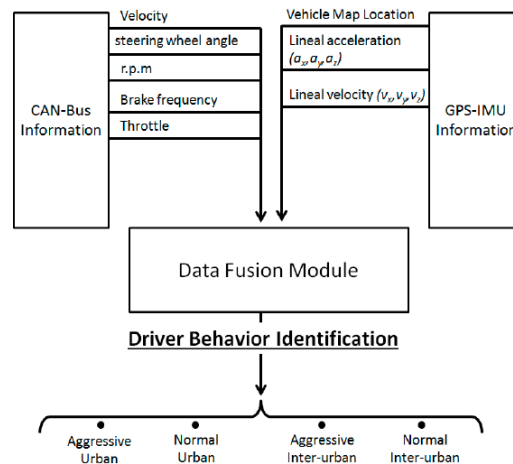 Velocity
steering wheel angle
r.p.m
Brake frequency
Throttle
CAN-Bus
Information
Vehicle Map Location
Lineal acceleration
(ax, ay, az)
Lineal velocity (vx, vy, vz)
GPS-IMU
Information
Data Fusion Module
Driver Behavior Identification
Aggressive
Urban
Normal
Urban
Aggressive
Inter-urban
Normal
Inter-urban